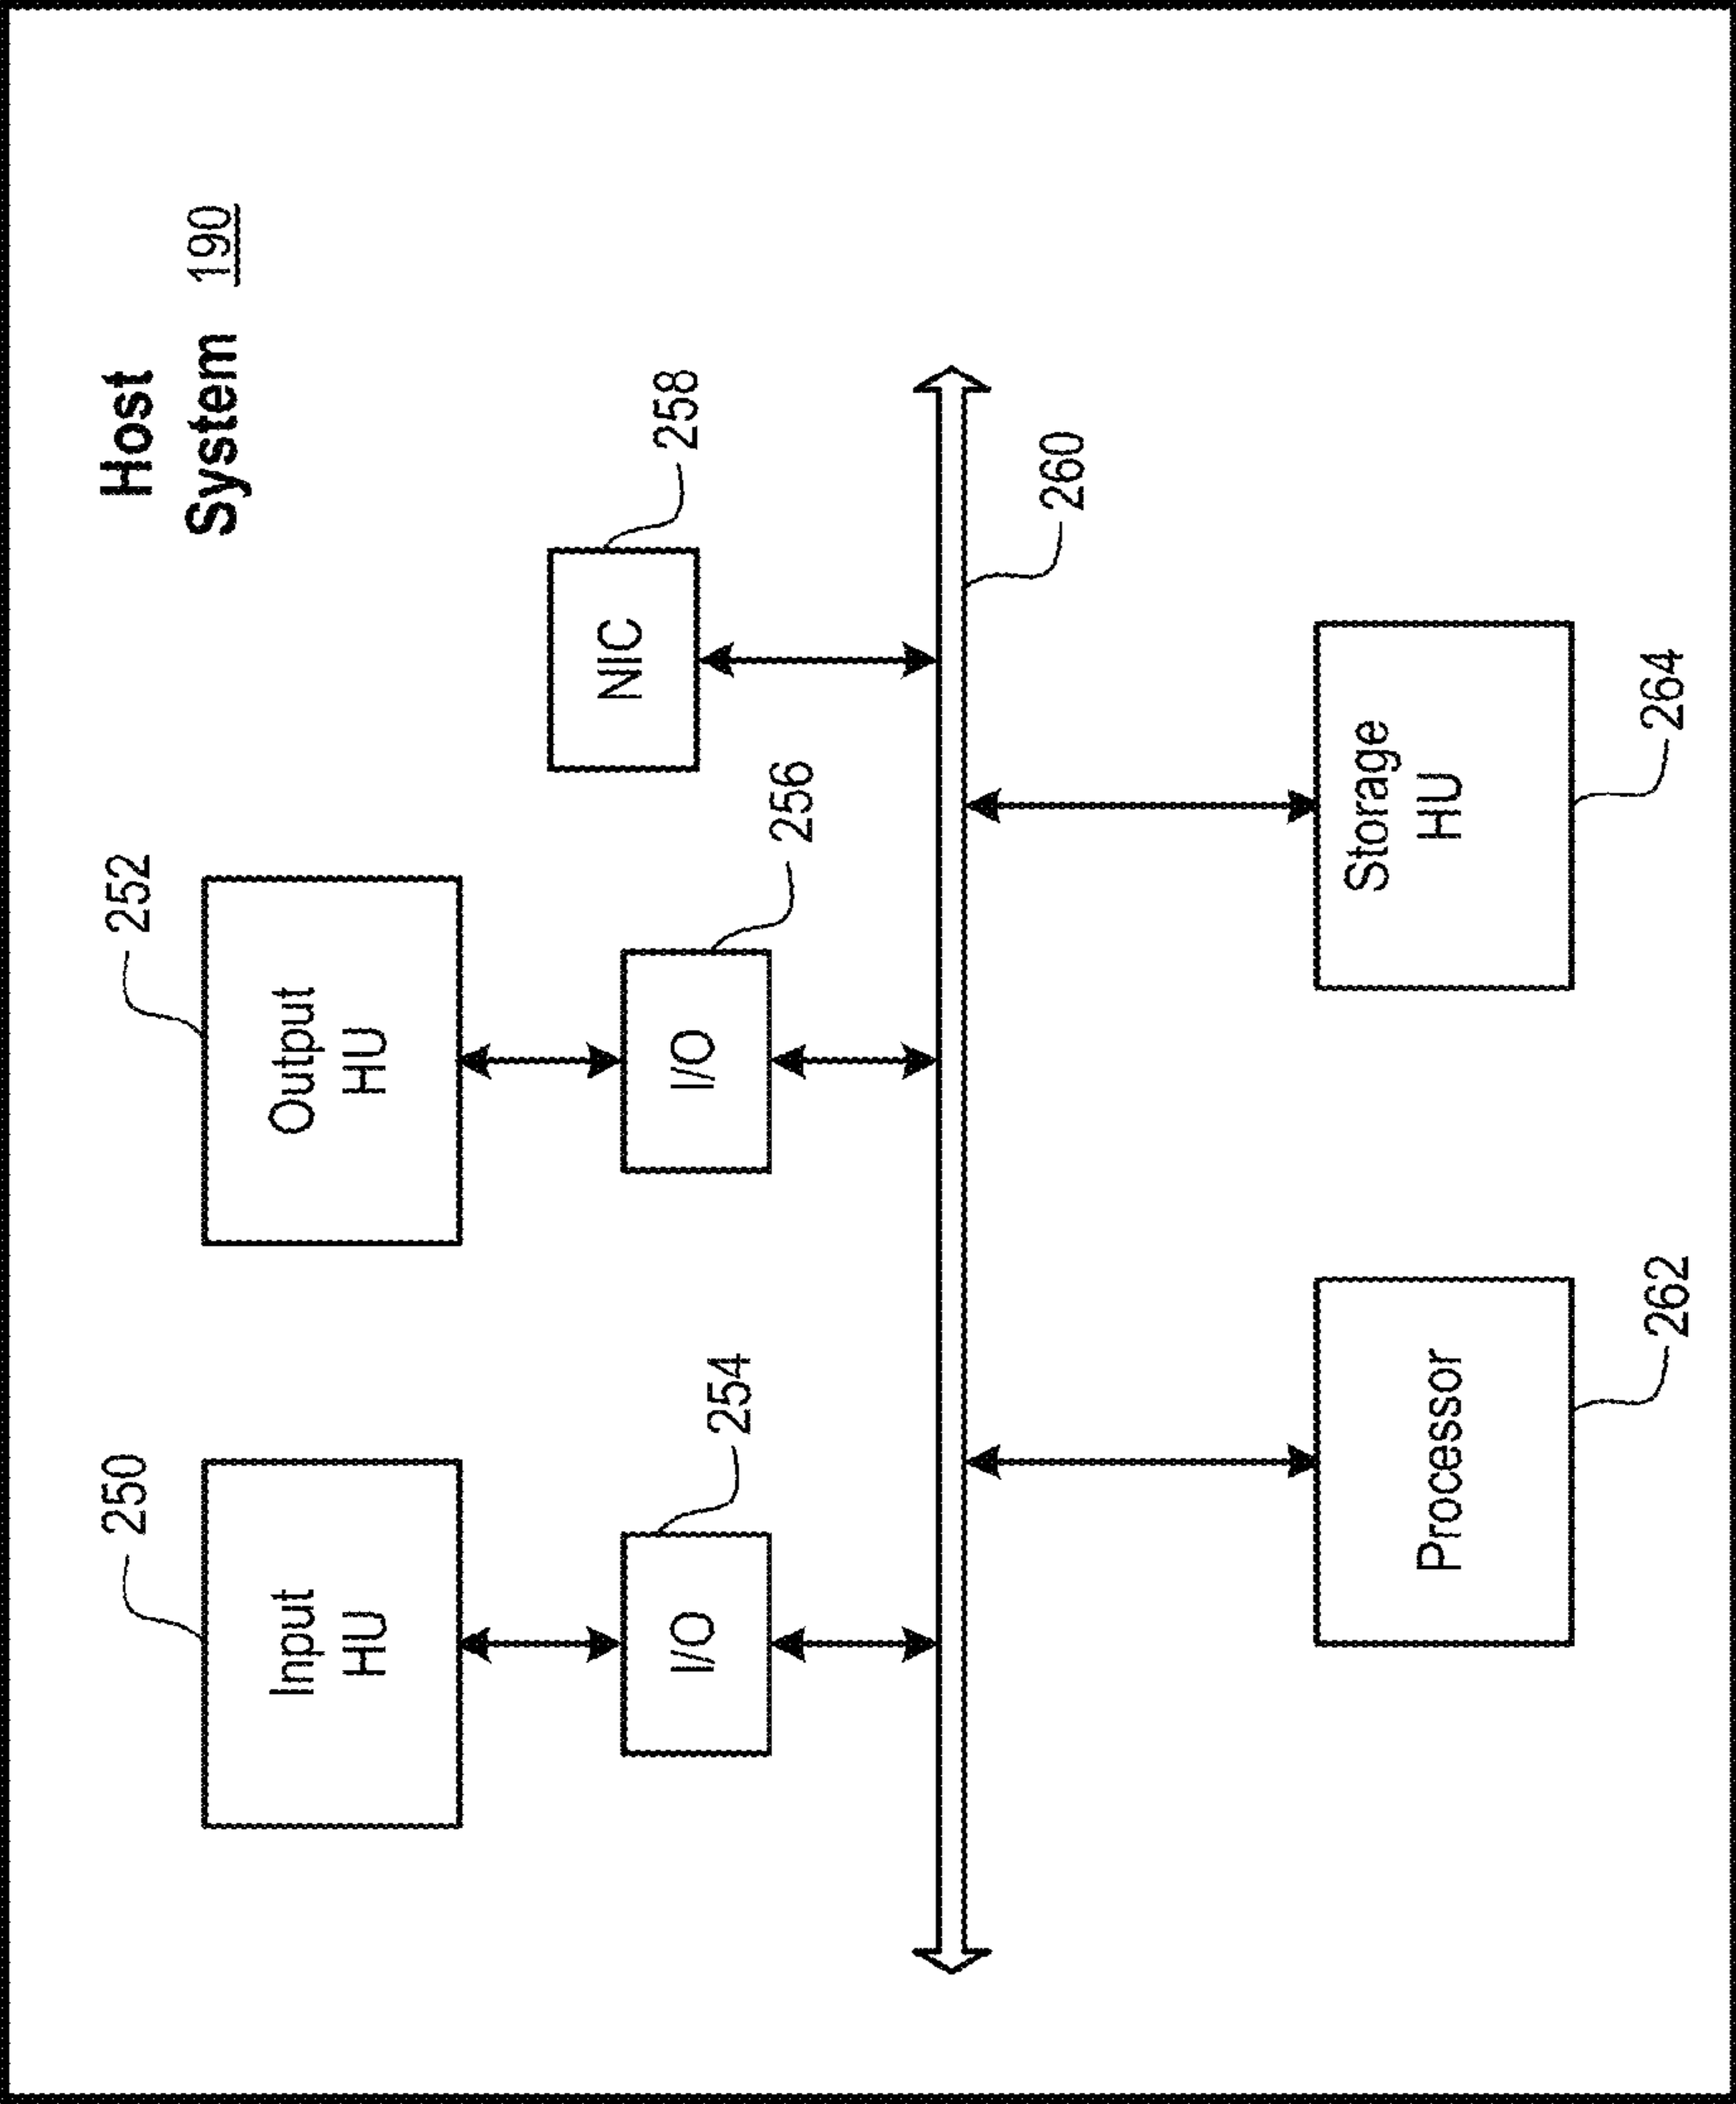 Host
System 190
250
Input
HU
252
Output
HU
254
I/O
256
I/O
258
NIC
260
Processor
262
Storage
HU
264